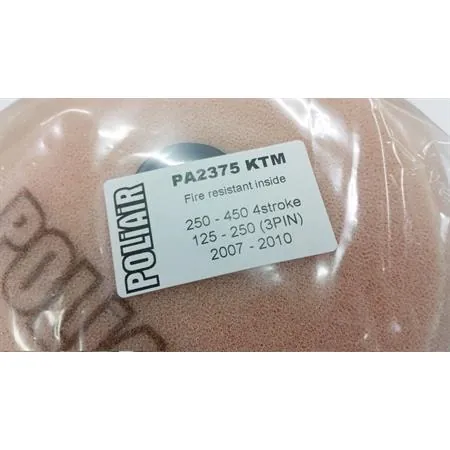 PA2375 KTM
Fire resistant inside
250 - 450 4stroke
125 - 250 (3PIN)
2007 - 2010
POLIAIR